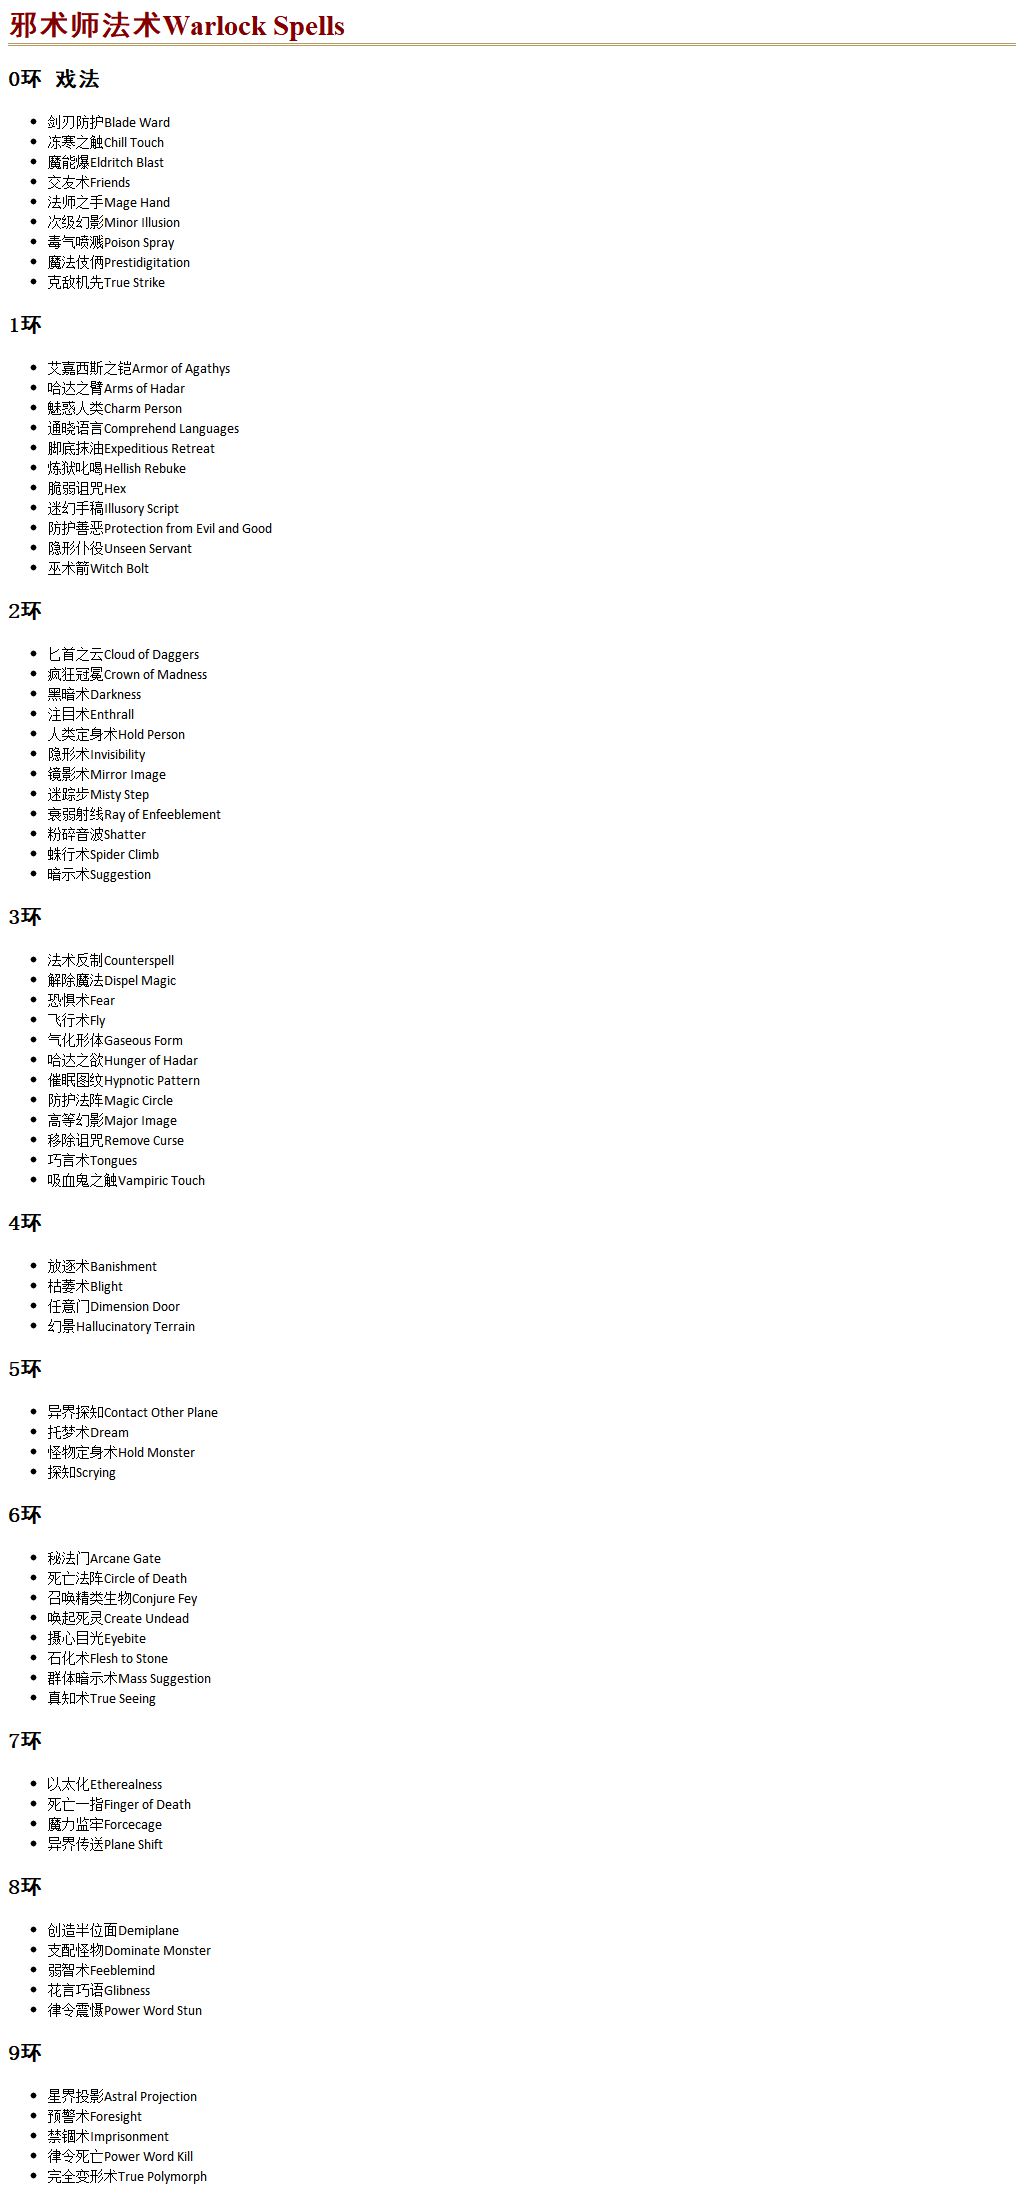 邪术师法术Warlock Spells
0环 戏法
剑刃防护Blade Ward
冻寒之触Chill Touch
魔能爆Eldritch Blast
交友术Friends
法师之手Mage Hand
次级幻影Minor Illusion
毒气喷溅Poison Spray
魔法伎俩Prestidigitation
克敌机先True Strike
1环
艾嘉西斯之铠Armor of Agathys
哈达之臂Arms of Hadar
魅惑人类Charm Person
通晓语言Comprehend Languages
脚底抹油Expeditious Retreat
炼狱叱喝Hellish Rebuke
脆弱诅咒Hex
迷幻手稿Illusory Script
防护善恶Protection from Evil and Good
隐形仆役Unseen Servant
巫术箭Witch Bolt
2环
匕首之云Cloud of Daggers
疯狂冠冕Crown of Madness
黑暗术Darkness
注目术Enthrall
人类定身术Hold Person
隐形术Invisibility
镜影术Mirror Image
迷踪步Misty Step
衰弱射线Ray of Enfeeblement
粉碎音波Shatter
蛛行术Spider Climb
暗示术Suggestion
3环
法术反制Counterspell
解除魔法Dispel Magic
恐惧术Fear
飞行术Fly
气化形体Gaseous Form
哈达之欲Hunger of Hadar
催眠图纹Hypnotic Pattern
防护法阵Magic Circle
高等幻影Major Image
移除诅咒Remove Curse
巧言术Tongues
吸血鬼之触Vampiric Touch
4环
放逐术Banishment
枯萎术Blight
任意门Dimension Door
幻景Hallucinatory Terrain
5环
异界探知Contact Other Plane
托梦术Dream
怪物定身术Hold Monster
探知Scrying
6环
秘法门Arcane Gate
死亡法阵Circle of Death
召唤精类生物Conjure Fey
唤起死灵Create Undead
摄心目光Eyebite
石化术Flesh to Stone
群体暗示术Mass Suggestion
真知术True Seeing
7环
以太化Etherealness
死亡一指Finger of Death
魔力监牢Forcecage
异界传送Plane Shift
8环
创造半位面Demiplane
支配怪物Dominate Monster
弱智术Feeblemind
花言巧语Glibness
律令震慑Power Word Stun
9环
星界投影Astral Projection
预警术Foresight
禁锢术Imprisonment
律令死亡Power Word Kill
完全变形术True Polymorph